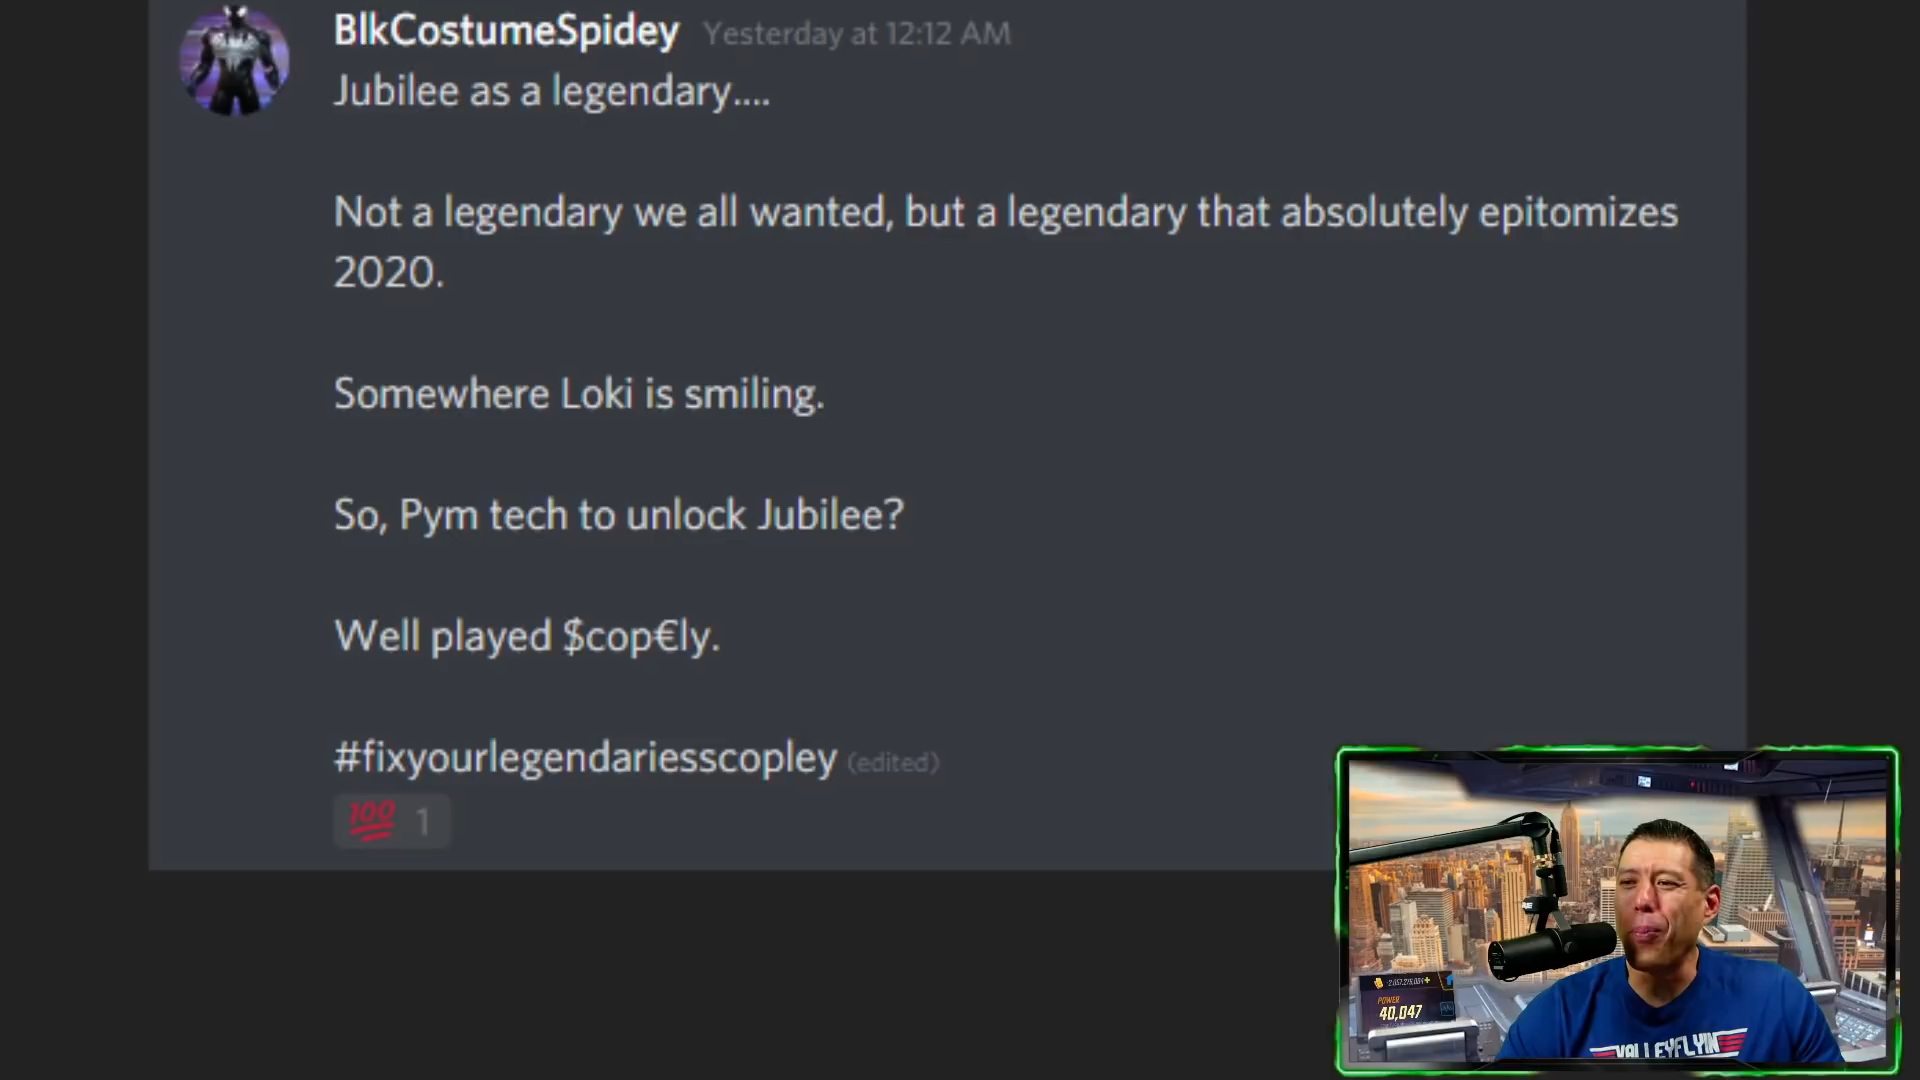 BlkCostumeSpidey Yesterday at 12:12 AM
Jubilee as a legendary....
Not a legendary we all wanted, but a legendary that absolutely epitomizes
2020.
Somewhere Loki is smiling.
So, Pym tech to unlock Jubilee?
Well played $cop€ly.
#fixyourlegendariesscopley (edited)
100 1
POWER
40,047
VALLEYFLYIN